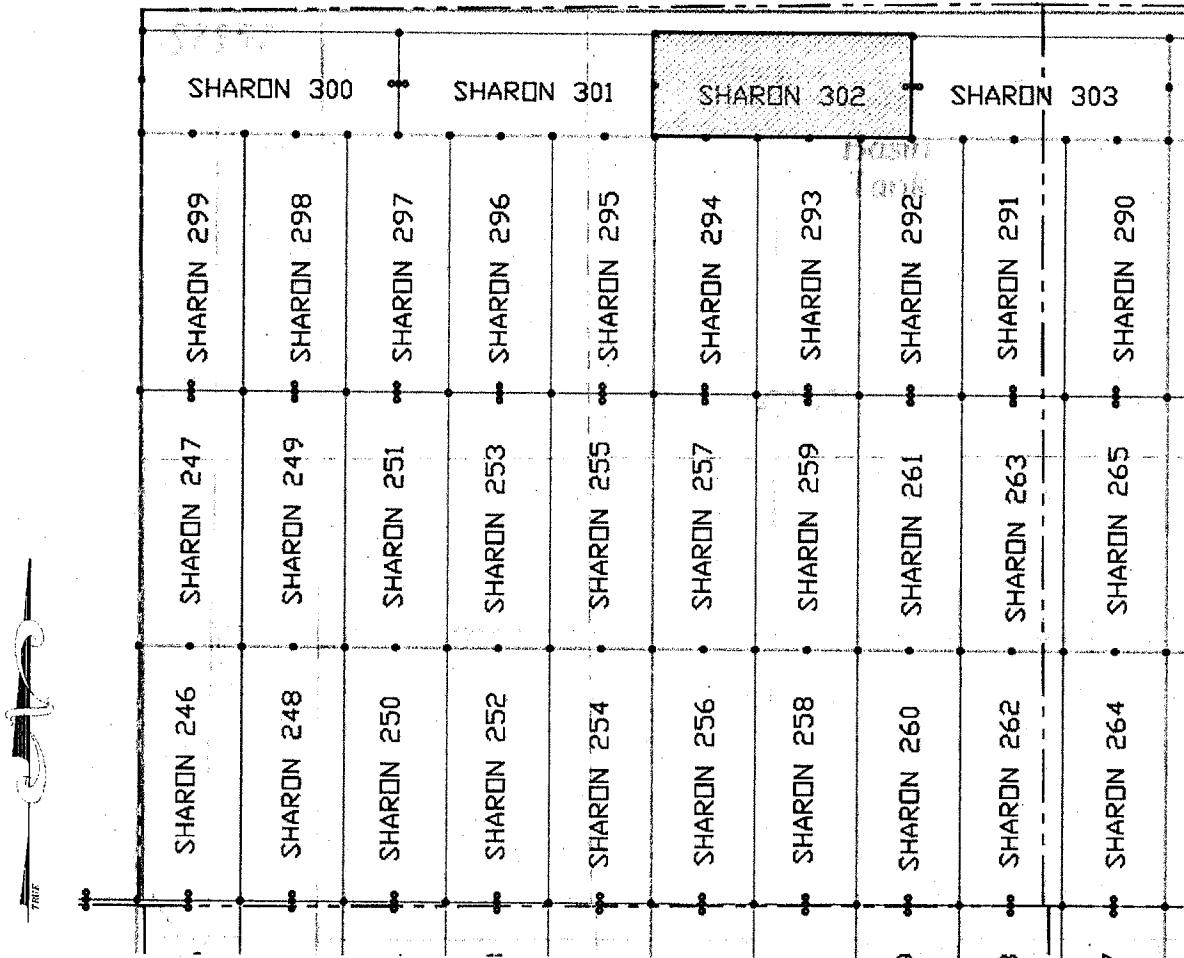 SHARON 300
SHARON 301
SHARON 302
SHARON 303
Tank
SHARON 299
SHARON 298
SHARON 297
SHARON 296
SHARON 295
SHARON 294
SHARON 293
SHARON 292
SHARON 291
SHARON 290
SHARON 247
SHARON 249
SHARON 251
SHARON 253
SHARON 255
SHARON 257
SHARON 259
SHARON 261
SHARON 263
SHARON 265
SHARON 246
SHARON 248
SHARON 250
SHARON 252
SHARON 254
SHARON 256
SHARON 258
SHARON 260
SHARON 262
SHARON 264
TRUE